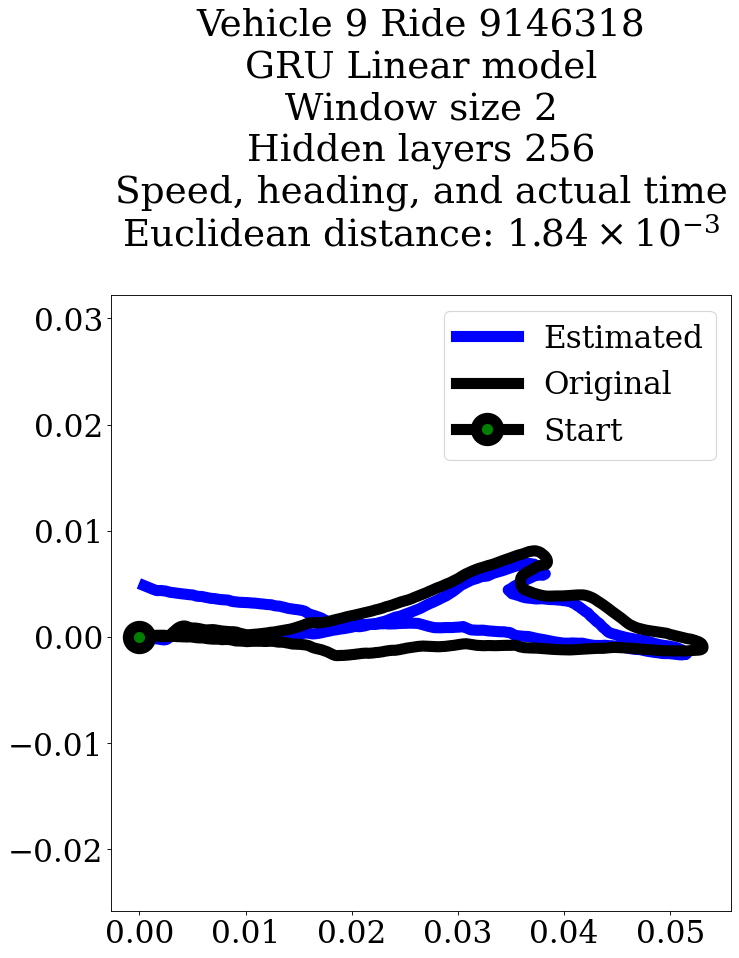 Vehicle 9 Ride 9146318
GRU Linear model
Window size 2
Hidden layers 256
Speed, heading, and actual time
Euclidean distance: 1.84 × 10⁻³
Estimated
Original
Start
0.03
0.02
0.01
0.00
−0.01
−0.02
0.00 0.01 0.02 0.03 0.04 0.05